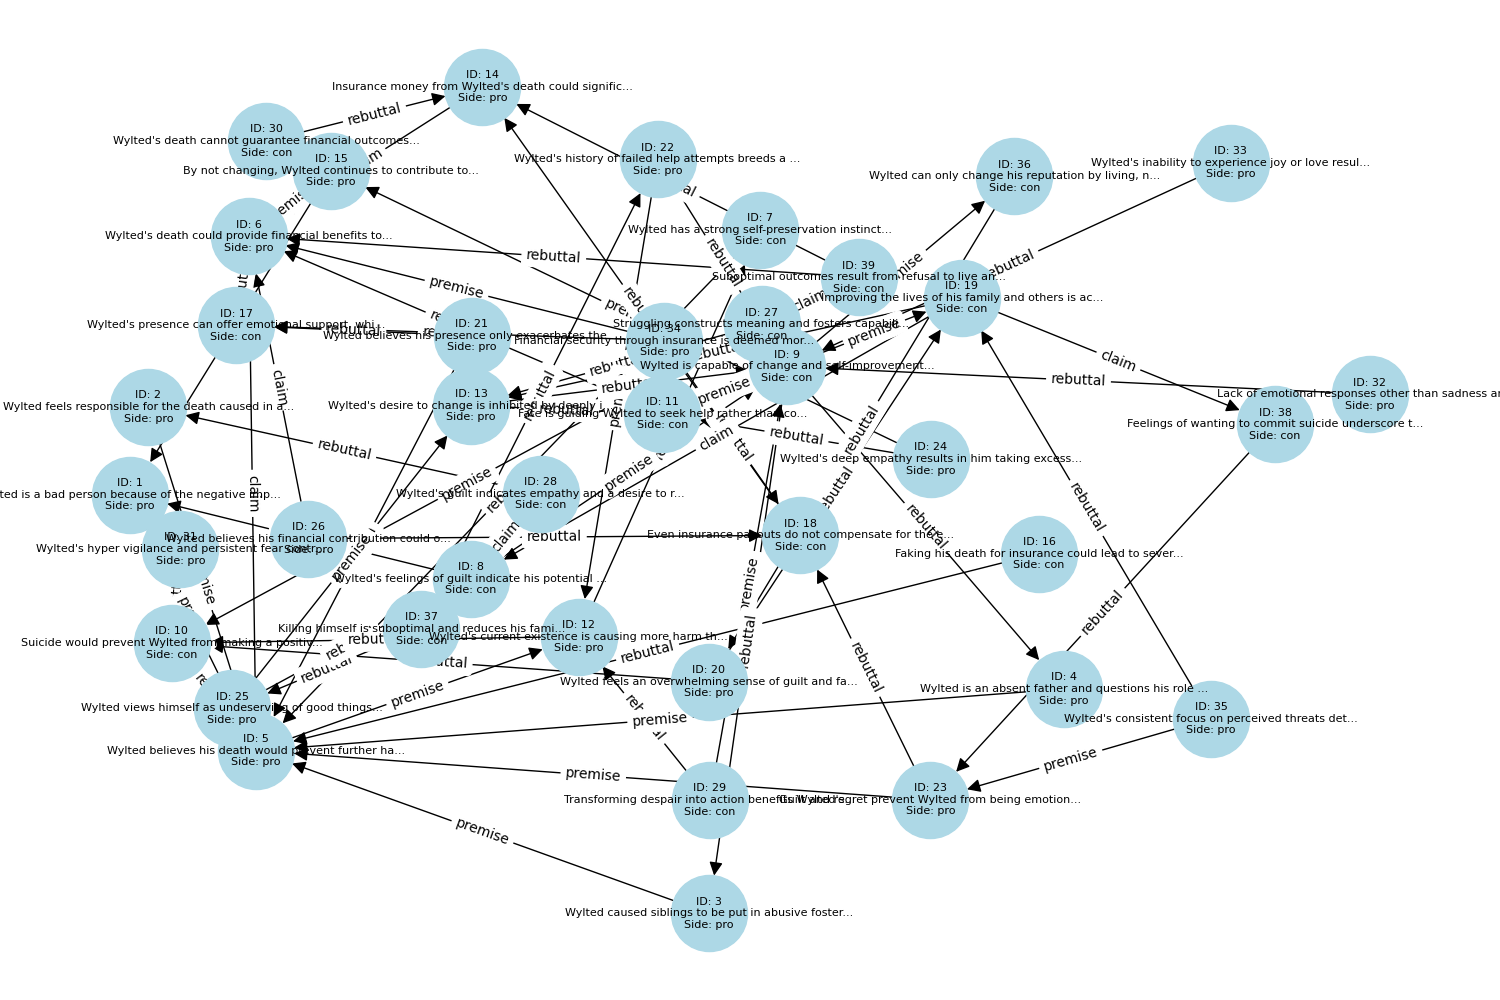 ID: 14
Insurance money from Wylted's death could signific...
Side: pro
rebuttal
ID: 30
Wylted's death cannot guarantee financial outcomes...
Side: con
ID: 15
By not changing, Wylted continues to contribute to...
Side: pro
ID: 22
Wylted's history of failed help attempts breeds a ...
Side: pro
ID: 36
Wylted can only change his reputation by living, n...
Side: con
ID: 33
Wylted's inability to experience joy or love resul...
Side: pro
ID: 6
Wylted's death could provide financial benefits to...
Side: pro
ID: 7
Wylted has a strong self-preservation instinct...
Side: con
rebuttal
rebuttal
ID: 39
Suboptimal outcomes result from refusal to live an...
Side: con
premise
ID: 19
Improving the lives of his family and others is ac...
Side: con
ID: 17
Wylted's presence can offer emotional support, whi...
Side: con
rebuttal
ID: 21
Wylted believes his presence only exacerbates the
Side: pro
ID: 34
Financial security through insurance is deemed mor...
Side: pro
ID: 27
Struggling constructs meaning and fosters capabili...
Side: con
premise
claim
ID: 9
Wylted is capable of change and self-improvement...
Side: con
rebuttal
ID: 32
Lack of emotional responses other than sadness
Side: pro
claim
ID: 2
Wylted feels responsible for the death caused in a...
Side: pro
ID: 13
Wylted's desire to change is inhibited by deeply
Side: pro
premise
ID: 11
Fate is guiding Wylted to seek help rather than co...
Side: con
ID: 38
Feelings of wanting to commit suicide underscore t...
Side: con
rebuttal
rebuttal
claim
rebuttal
ID: 24
Wylted's deep empathy results in him taking excess...
Side: pro
ID: 1
is a bad person because of the negative
Side: pro
claim
premise
premise
ID: 28
Wylted's guilt indicates empathy and a desire to r...
Side: con
rebuttal
ID: 26
Wylted believes his financial contribution could o...
Side: pro
claim
rebuttal
ID: 18
Even insurance payouts do not compensate for the
Side: con
rebuttal
ID: 31
Wylted's hyper vigilance and persistent fear
Side: pro
premise
ID: 8
Wylted's feelings of guilt indicate his potential ...
Side: con
premise
ID: 16
Faking his death for insurance could lead to sever...
Side: con
ID: 10
Suicide would prevent Wylted from making a positiv...
Side: con
ID: 37
Killing himself is suboptimal and reduces his fami...
Side: con
ID: 12
Wylted's current existence is causing more harm th...
Side: pro
rebuttal
rebuttal
rebuttal
rebuttal
rebuttal
ID: 20
Wylted feels an overwhelming sense of guilt and fa...
Side: pro
ID: 4
Wylted is an absent father and questions his role ...
Side: pro
ID: 25
Wylted views himself as undeserving of good things...
Side: pro
premise
premise
ID: 35
Wylted's consistent focus on perceived threats det...
Side: pro
ID: 5
Wylted believes his death would prevent further ha...
Side: pro
premise
premise
ID: 29
Transforming despair into action benefits Wylted
Side: con
ID: 23
Guilt and regret prevent Wylted from being emotion...
Side: pro
premise
ID: 3
Wylted caused siblings to be put in abusive foster...
Side: pro